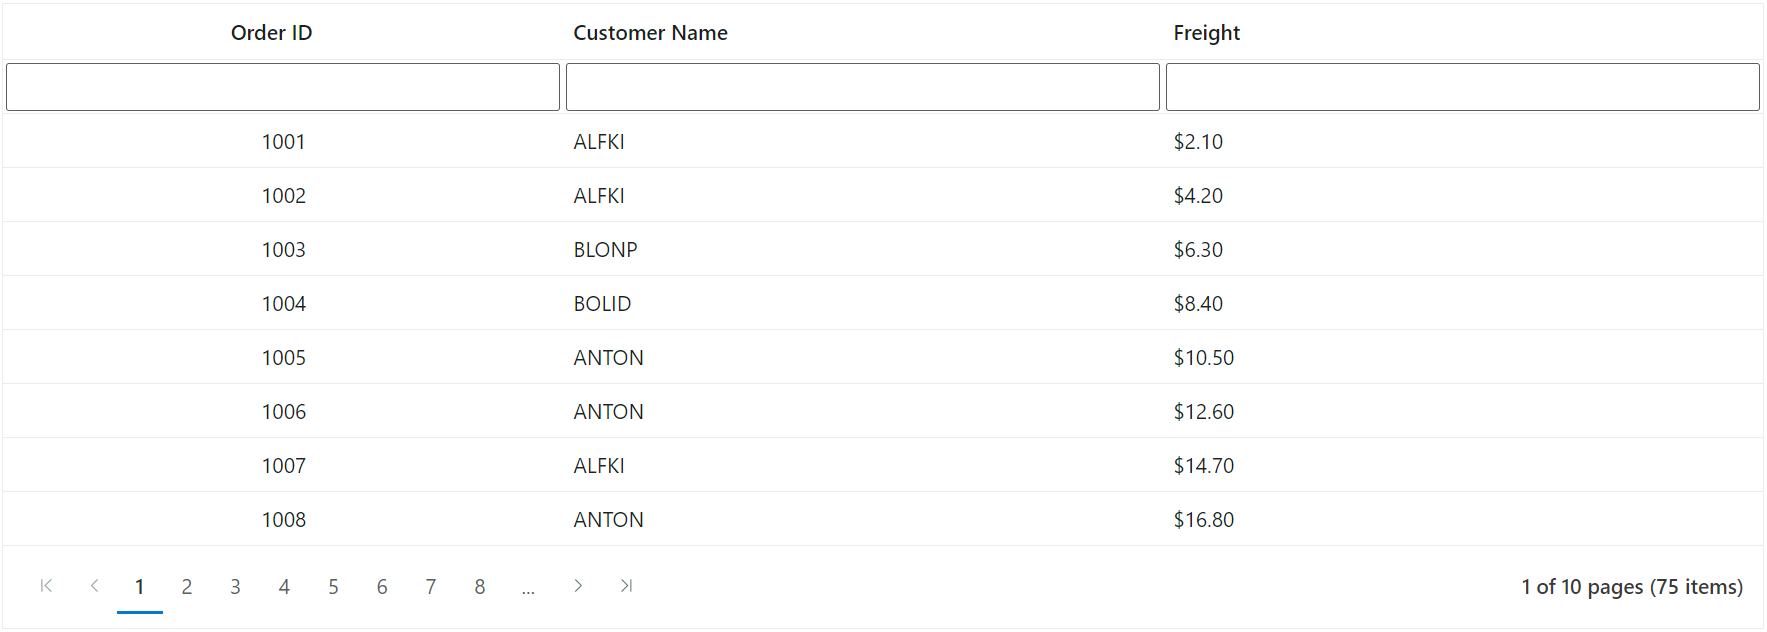 Order ID Customer Name Freight
1001 ALFKI $2.10
1002 ALFKI $4.20
1003 BLONP $6.30
1004 BOLID $8.40
1005 ANTON $10.50
1006 ANTON $12.60
1007 ALFKI $14.70
1008 ANTON $16.80
1 2 3 4 5 6 7 8 ... 1 of 10 pages (75 items)